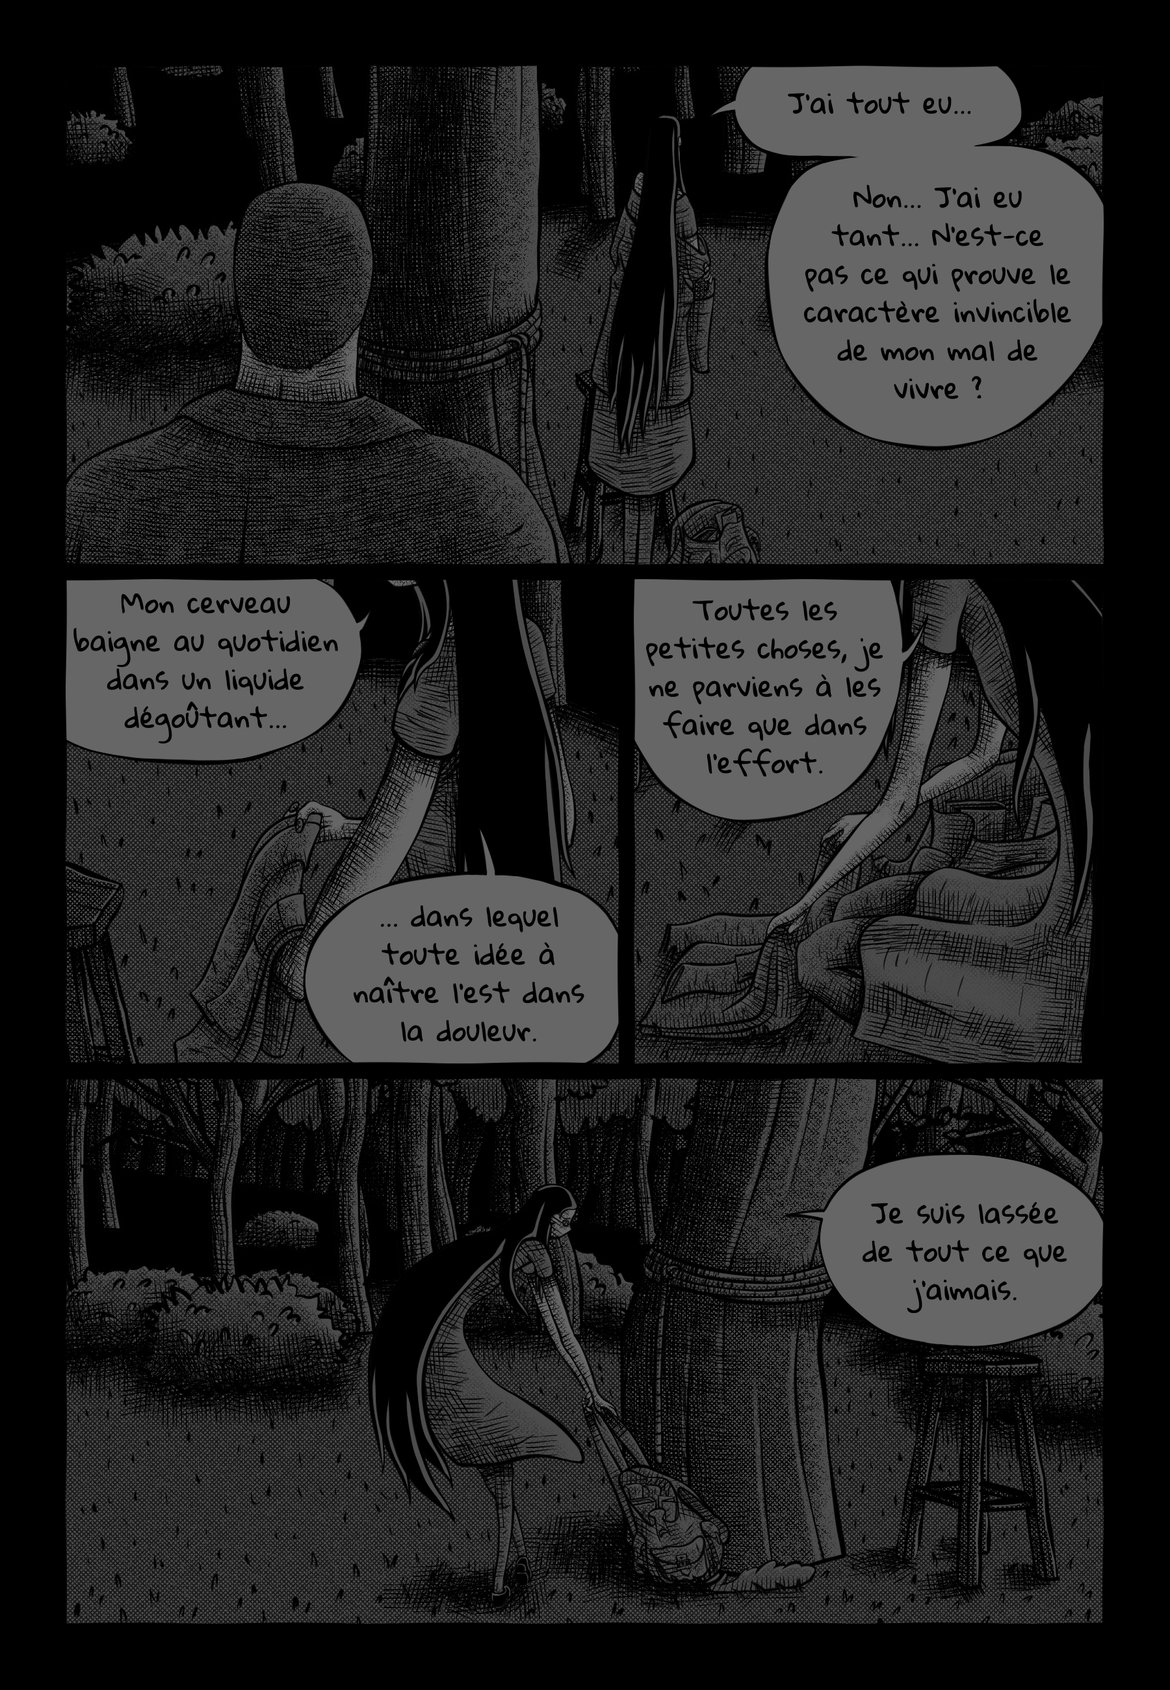 J'ai tout eu...
Non... J'ai eu
tant... N'est-ce
pas ce qui prouve le
caractère invincible
de mon mal de
vivre ?
Mon cerveau
baigne au quotidien
dans un liquide
dégoûtant...
... dans lequel
toute idée à
naître l'est dans
la douleur.
Toutes les
petites choses, je
ne parviens à les
faire que dans
l'effort.
Je suis lassée
de tout ce que
j'aimais.